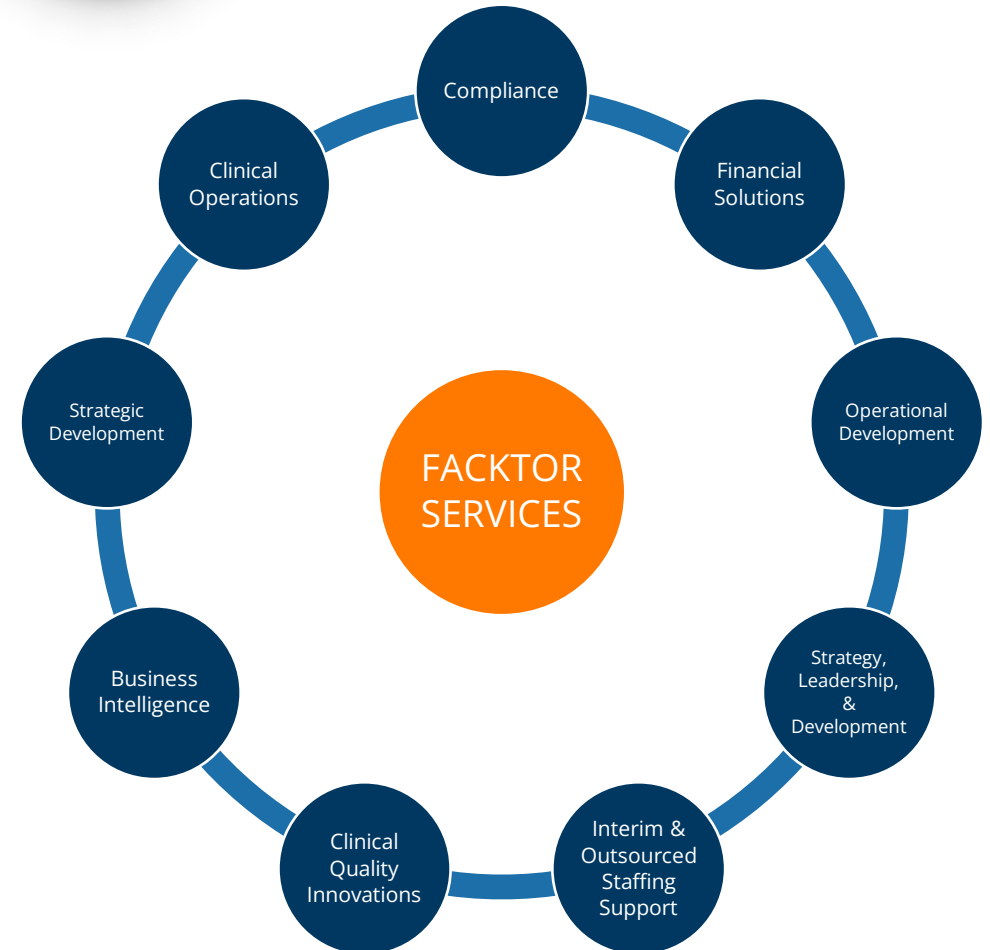 Compliance
Financial
Solutions
Operational
Development
Strategy,
Leadership,
&
Development
Interim &
Outsourced
Staffing
Support
Clinical
Quality
Innovations
Business
Intelligence
Strategic
Development
Clinical
Operations
FACKTOR
SERVICES